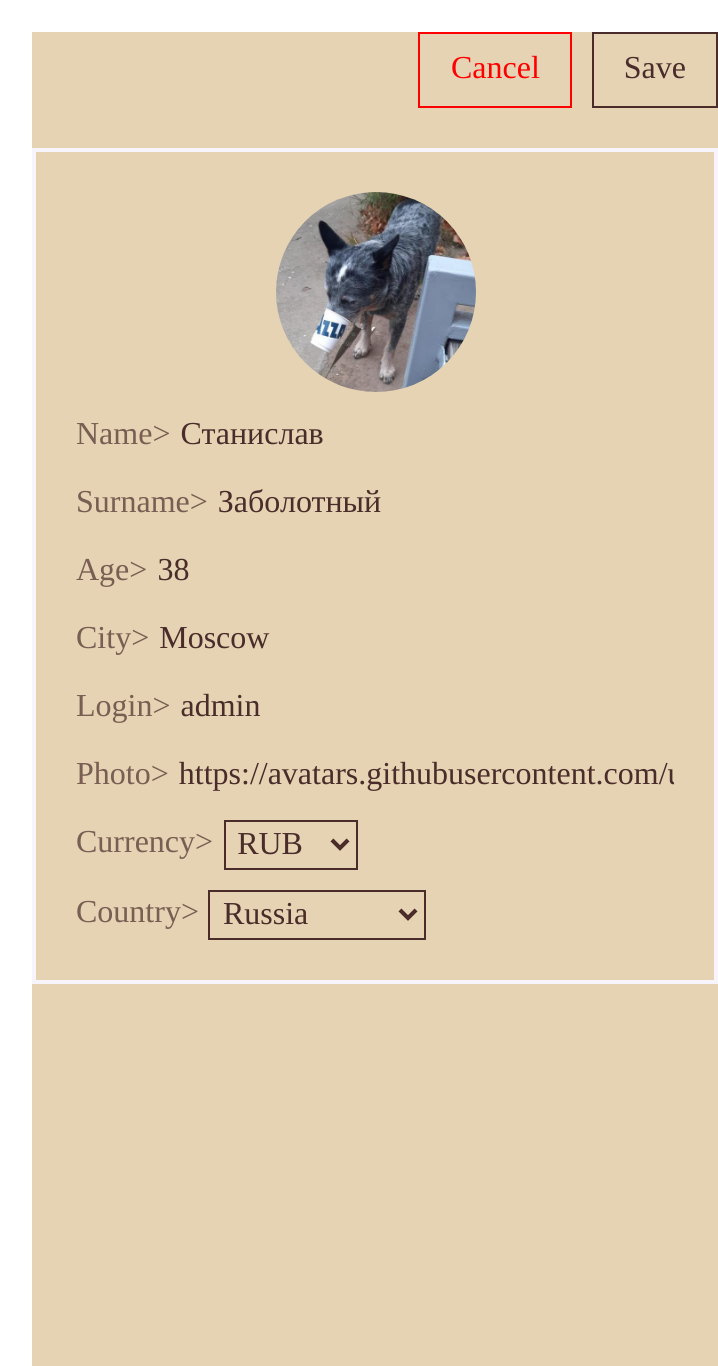 Cancel Save
Name> Станислав
Surname> Заболотный
Age> 38
City> Moscow
Login> admin
Photo> https://avatars.githubusercontent.com/
Currency> RUB
Country> Russia